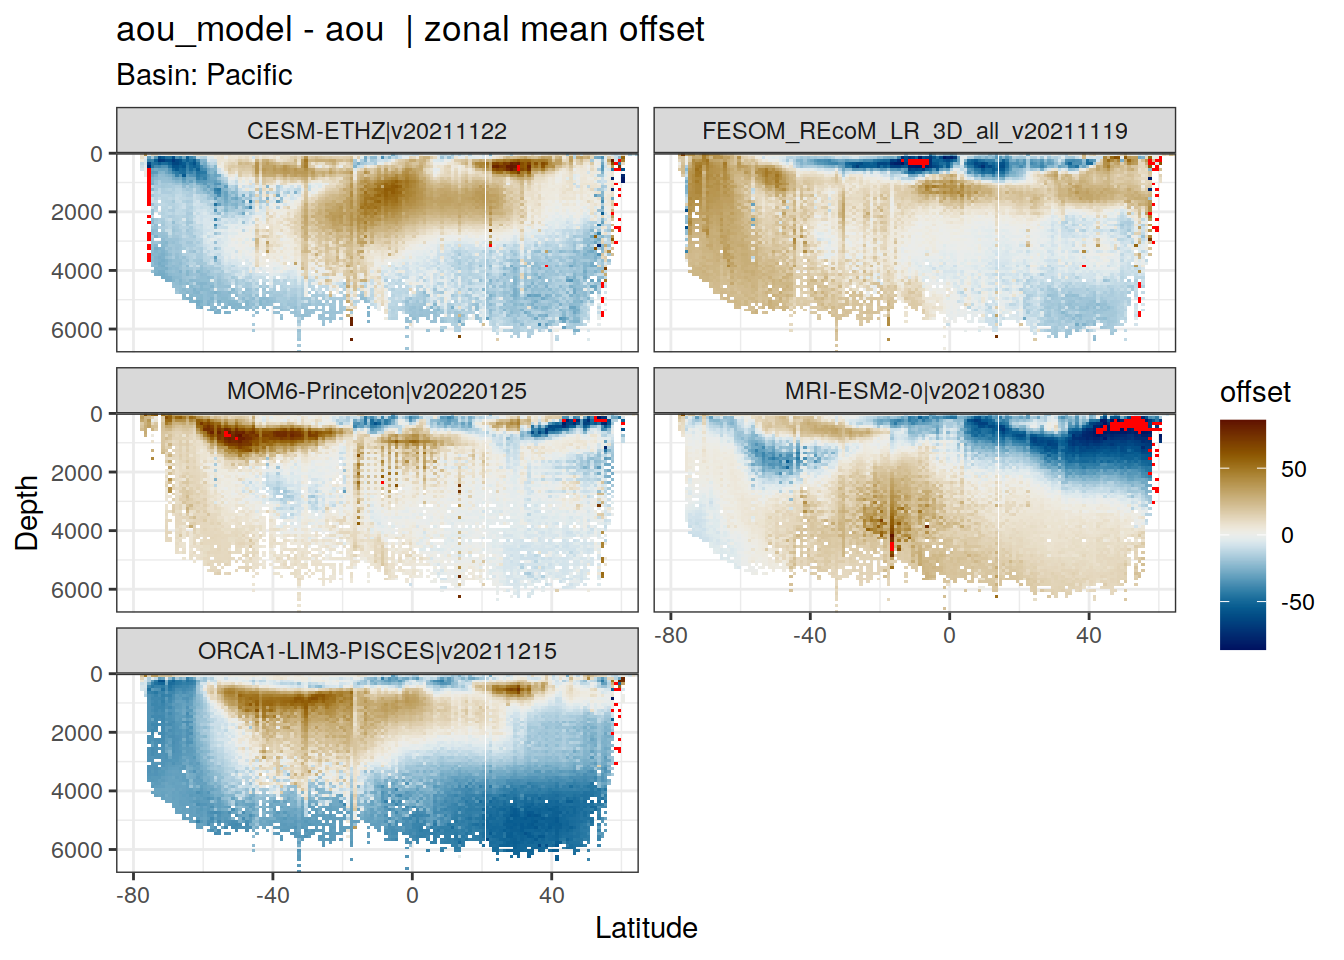 aou_model - aou  | zonal mean offset
Basin: Pacific
CESM-ETHZ|v20211122
FESOM_REcoM_LR_3D_all_v20211119
0
2000
4000
6000
MOM6-Princeton|v20220125
MRI-ESM2-0|v20210830
0
2000
4000
6000
-80
-40
0
40
ORCA1-LIM3-PISCES|v20211215
0
2000
4000
6000
-80
-40
0
40
Depth
Latitude
offset
50
0
-50